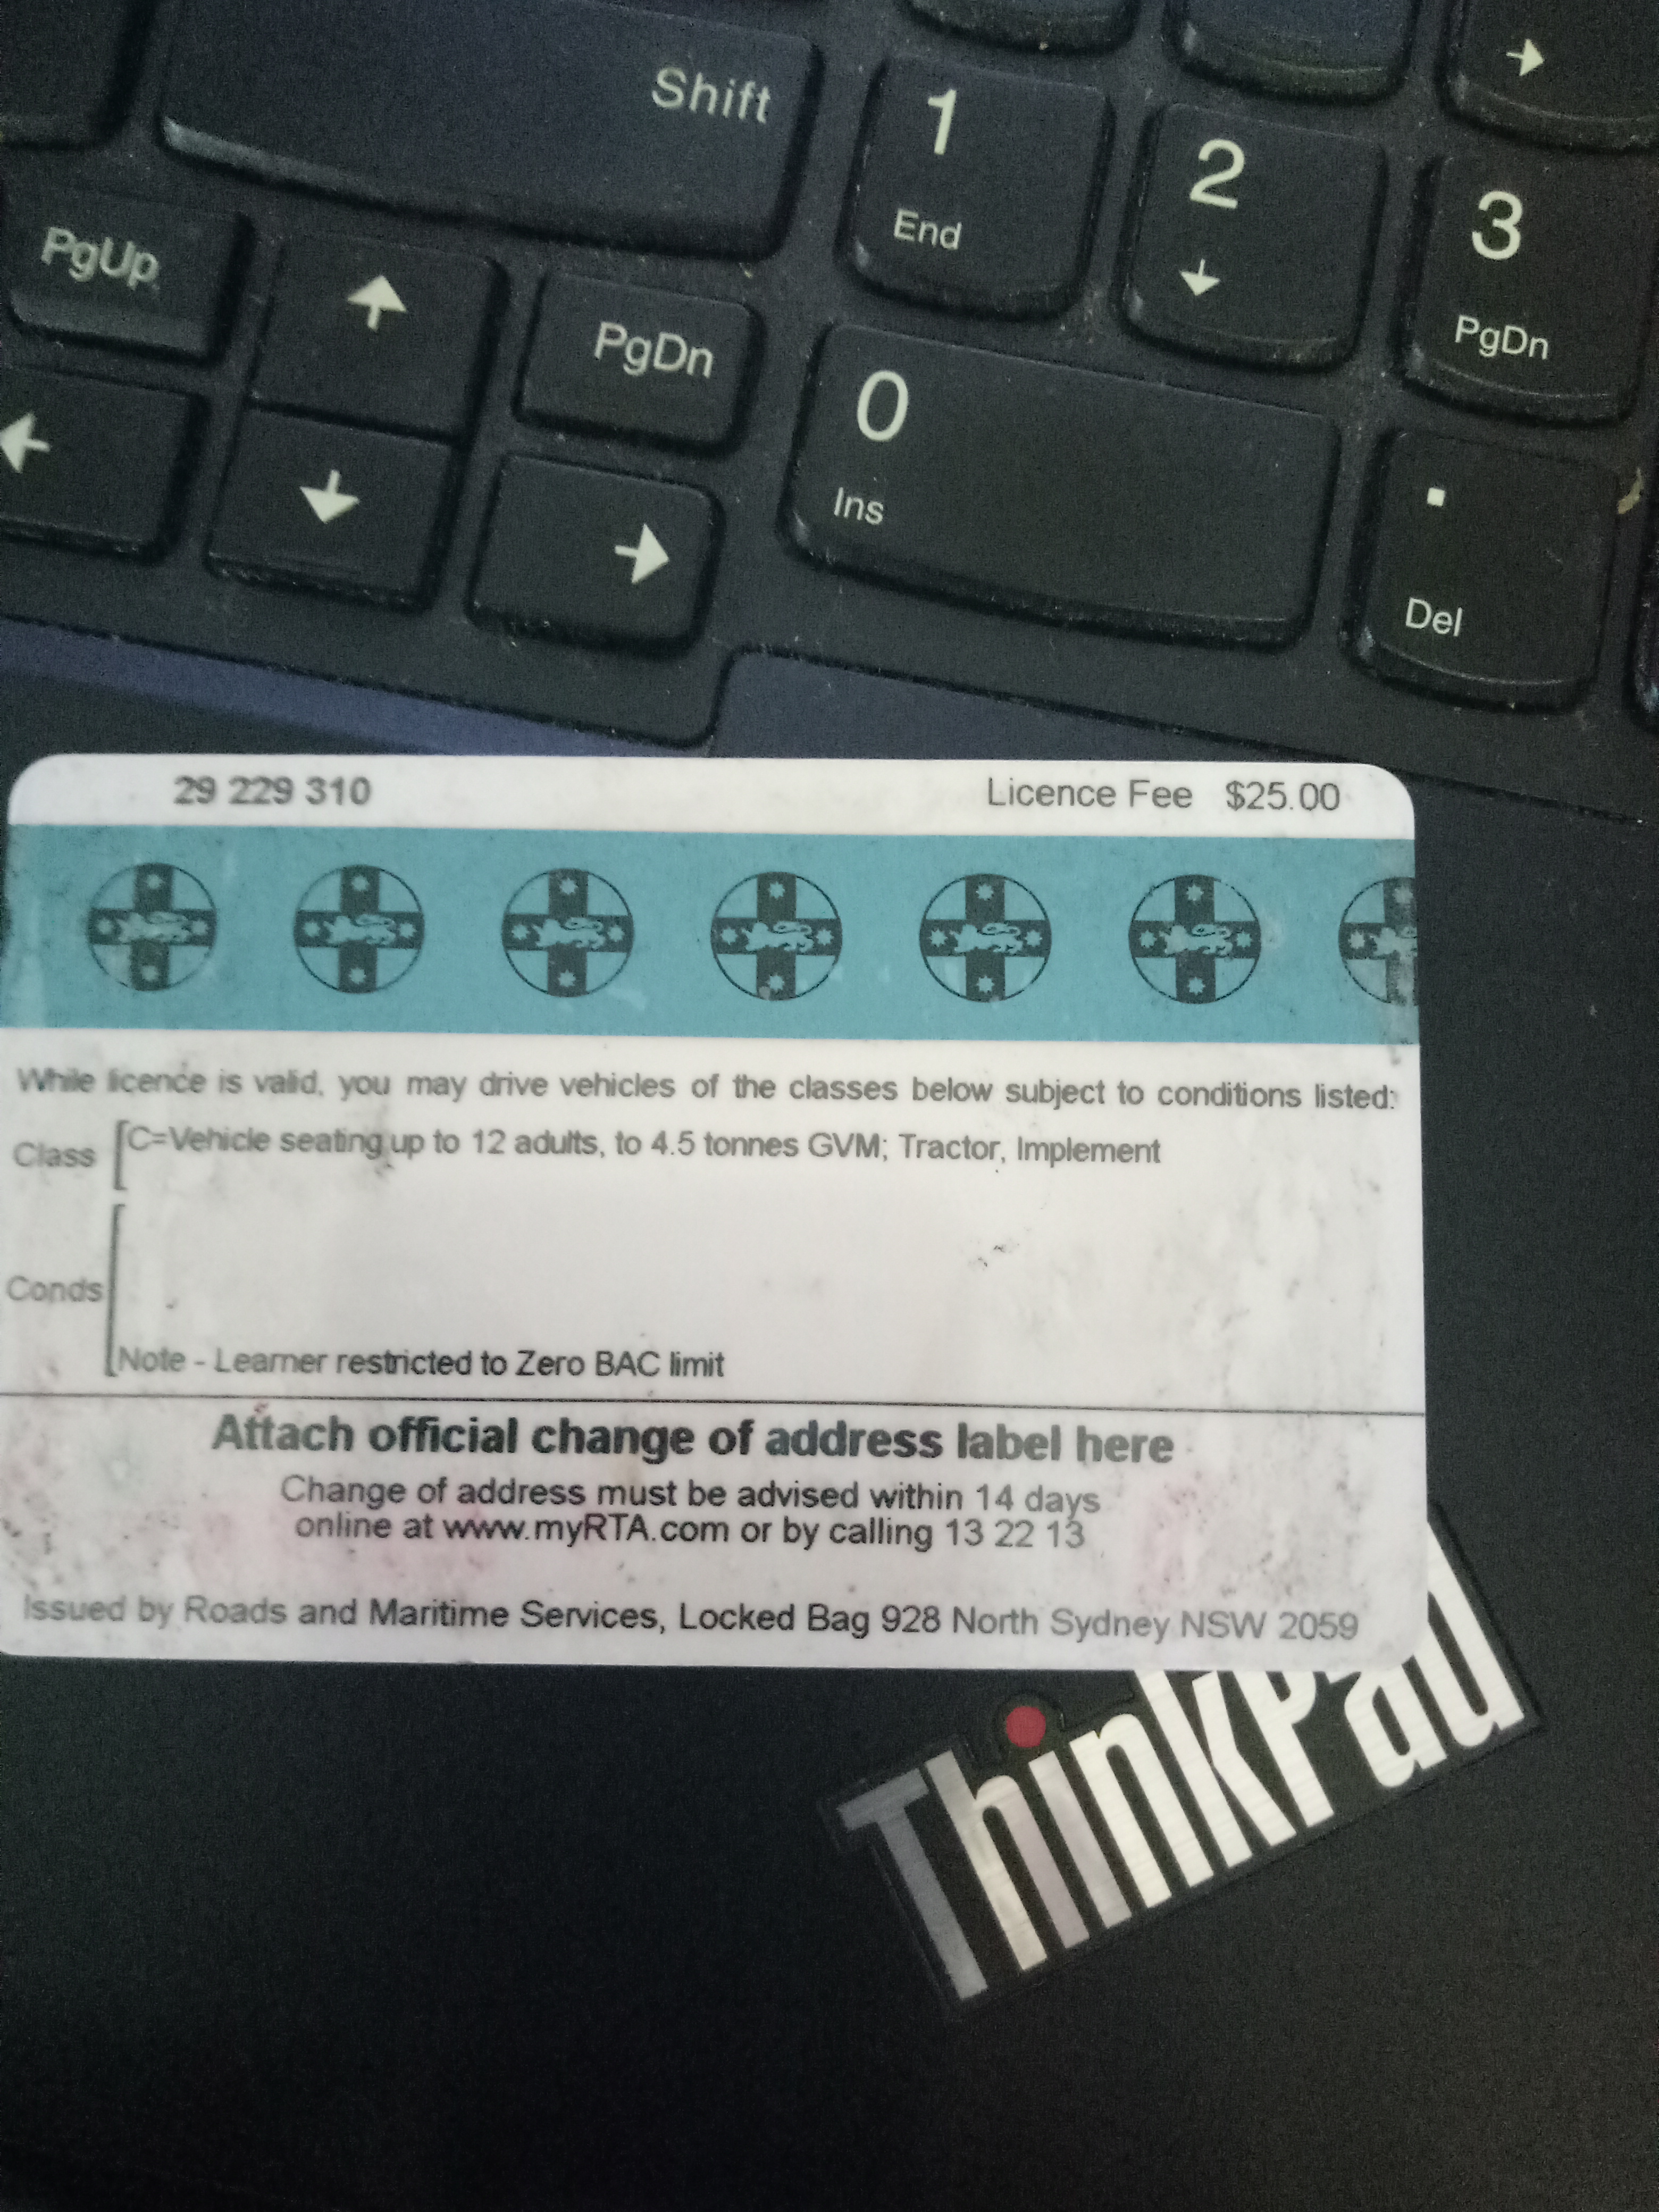 Shift
1
End
2
3
PgDn
PgUp
PgDn
0
Ins
.
Del
29 229 310 Licence Fee $25.00
While licence is valid, you may drive vehicles of the classes below subject to conditions listed:
Class C=Vehicle seating up to 12 adults, to 4.5 tonnes GVM; Tractor, Implement
Conds
Note - Learner restricted to Zero BAC limit
Attach official change of address label here
Change of address must be advised within 14 days
online at www.myRTA.com or by calling 13 22 13
Issued by Roads and Maritime Services, Locked Bag 928 North Sydney NSW 2059
ThinkPad